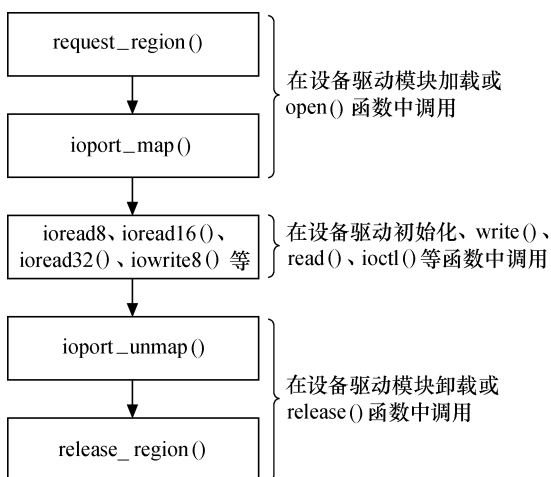 request_region()
在设备驱动模块加载或
open()函数中调用
ioport_map()
ioread8、ioread16()、
ioread32()、iowrite8() 等
在设备驱动初始化、write()、
read()、ioctl()等函数中调用
ioport_unmap()
在设备驱动模块卸载或
release()函数中调用
release_region()